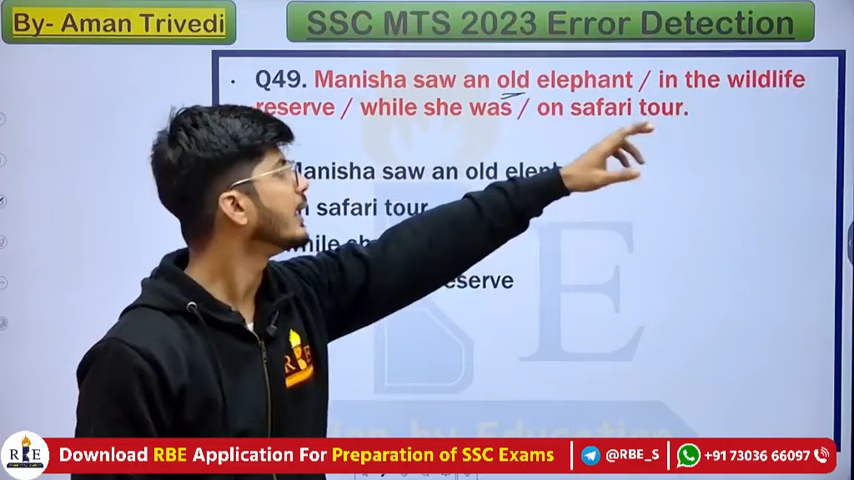 By- Aman Trivedi
SSC MTS 2023 Error Detection
Q49. Manisha saw an old elephant / in the wildlife
reserve / while she was / on safari tour.
Manisha saw an old
safari tour
while
reserve
RBE
Download RBE Application For Preparation of SSC Exams
@RBE_S
+91 73036 66097